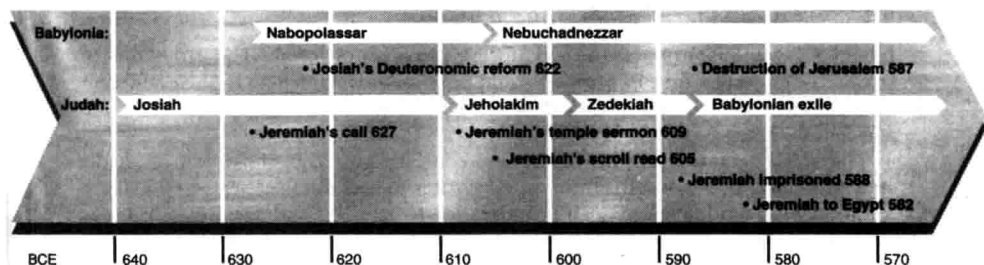 Babylonia: Nabopolassar Nebuchadnezzar
• Josiah's Deuteronomic reform 622 • Destruction of Jerusalem 587
Judah: Josiah Jehoiakim Zedekiah Babylonian exile
• Jeremiah's call 627 • Jeremiah's temple sermon 609
• Jeremiah's scroll read 605
• Jeremiah imprisoned 588
• Jeremiah to Egypt 582
BCE 640 630 620 610 600 590 580 570